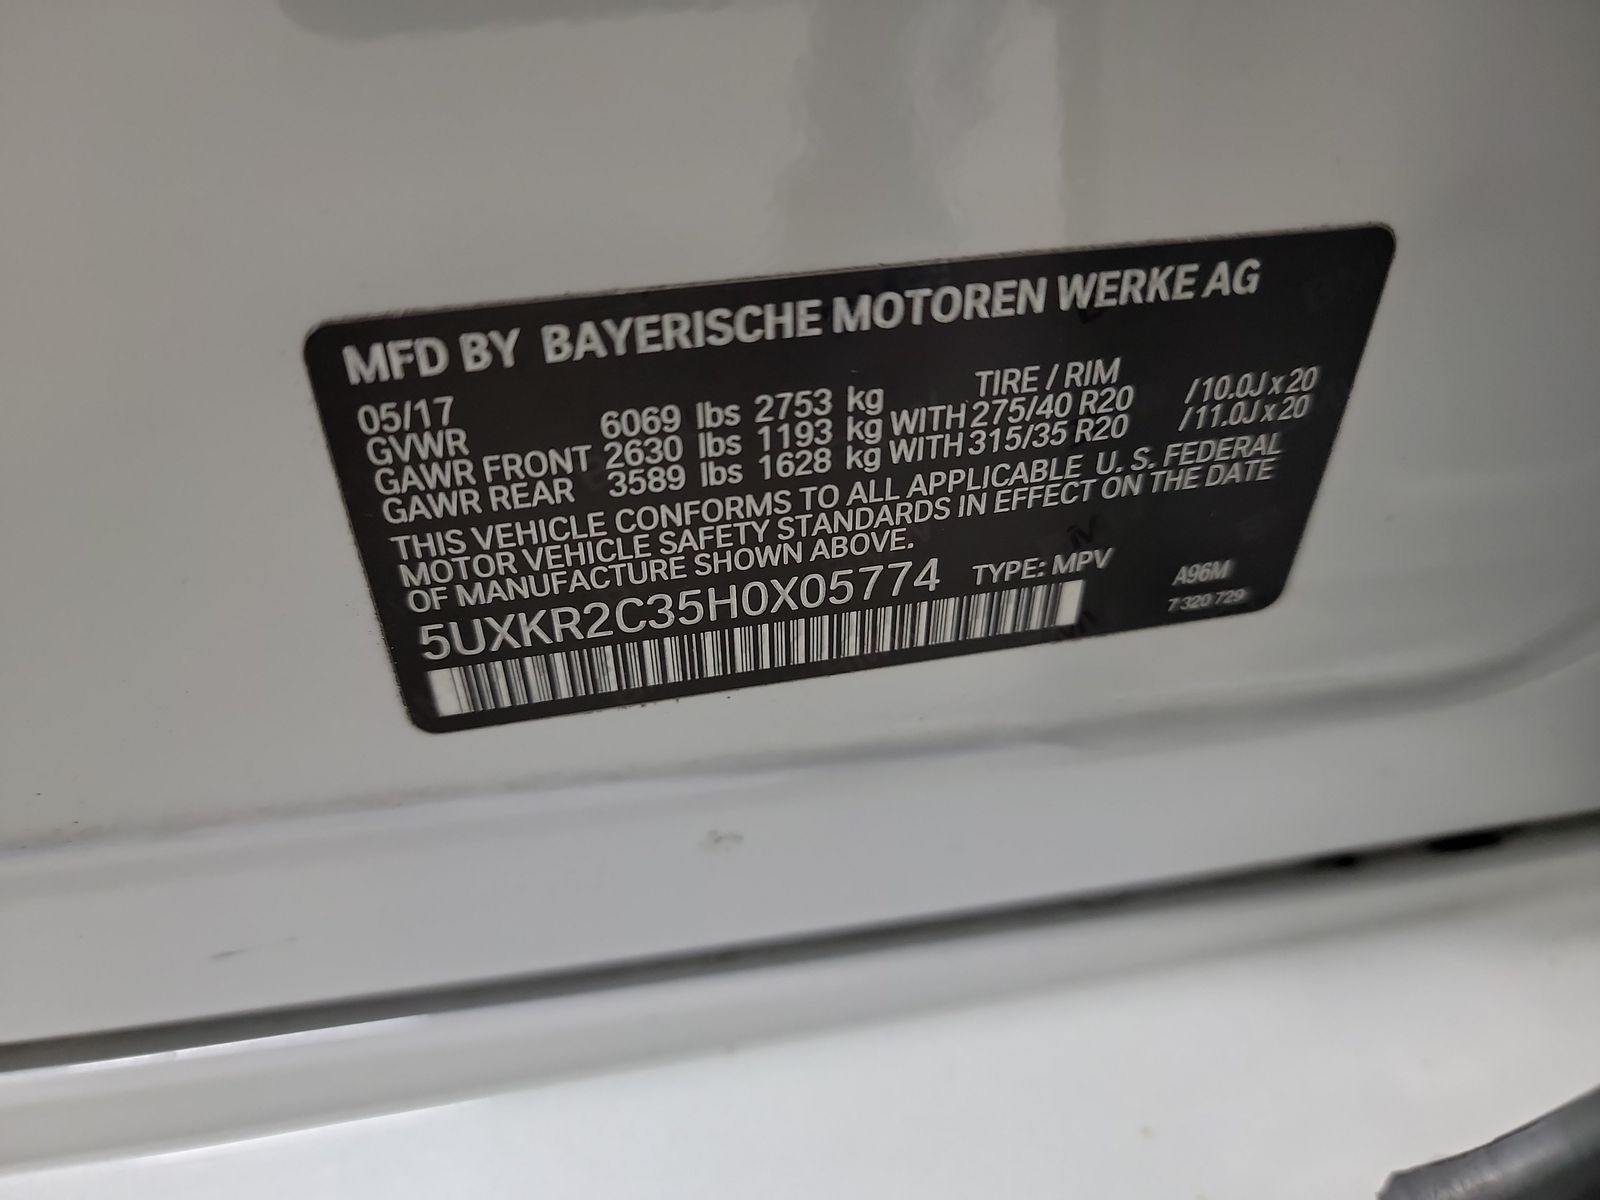 MFD BY BAYERISCHE MOTOREN WERKE AG
05/17 TIRE / RIM
GVWR 6069 lbs 2753 kg
GAWR FRONT 2630 lbs 1193 kg WITH 275/40 R20 /10.0J x 20
GAWR REAR 3589 lbs 1628 kg WITH 315/35 R20 /11.0J x 20
THIS VEHICLE CONFORMS TO ALL APPLICABLE U. S. FEDERAL
MOTOR VEHICLE SAFETY STANDARDS IN EFFECT ON THE DATE
OF MANUFACTURE SHOWN ABOVE.
5UXKR2C35H0X05774 TYPE: MPV A96M
7 320 729